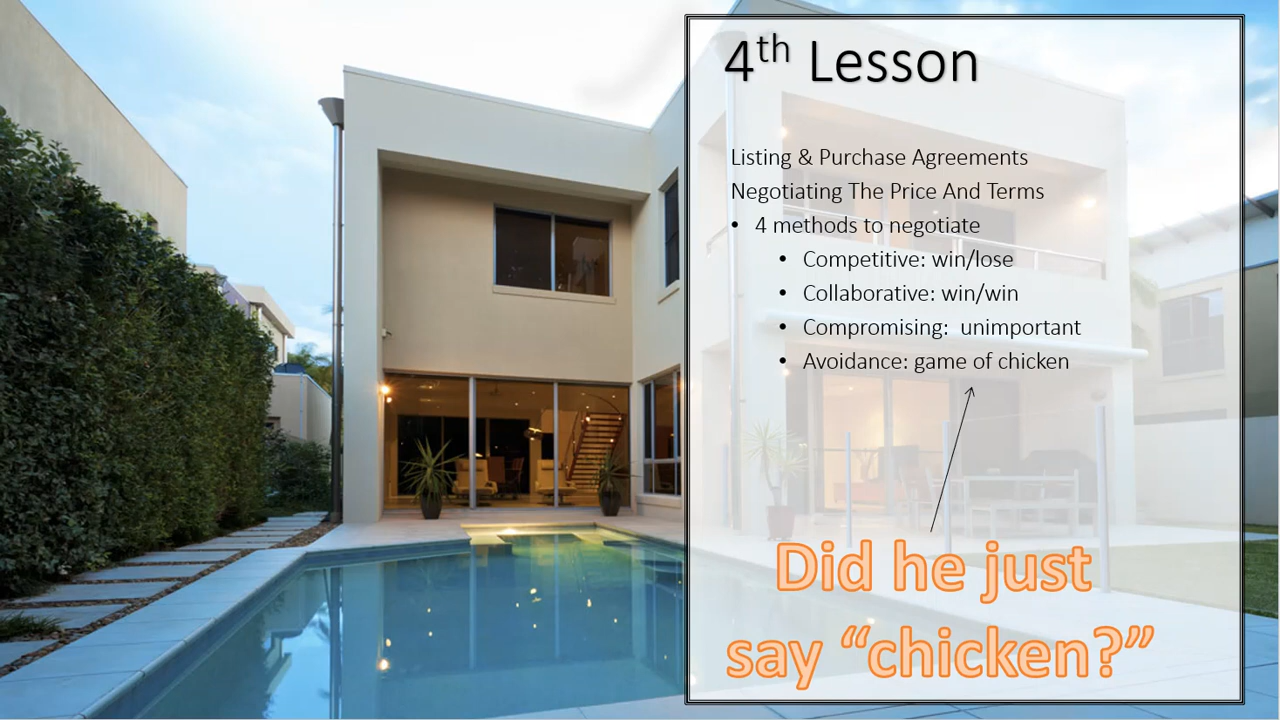 4th Lesson
Listing & Purchase Agreements
Negotiating The Price And Terms
• 4 methods to negotiate
• Competitive: win/lose
• Collaborative: win/win
• Compromising:  unimportant
• Avoidance: game of chicken
Did he just
say “chicken?”